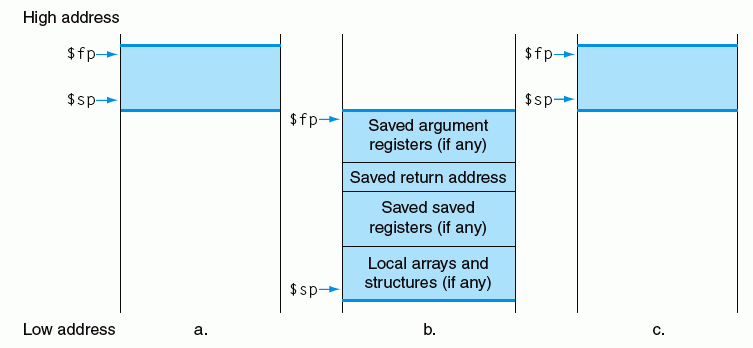 High address
$fp
$sp
$fp
Saved argument
registers (if any)
Saved return address
Saved saved
registers (if any)
Local arrays and
structures (if any)
$sp
$fp
$sp
Low address
a.
b.
c.